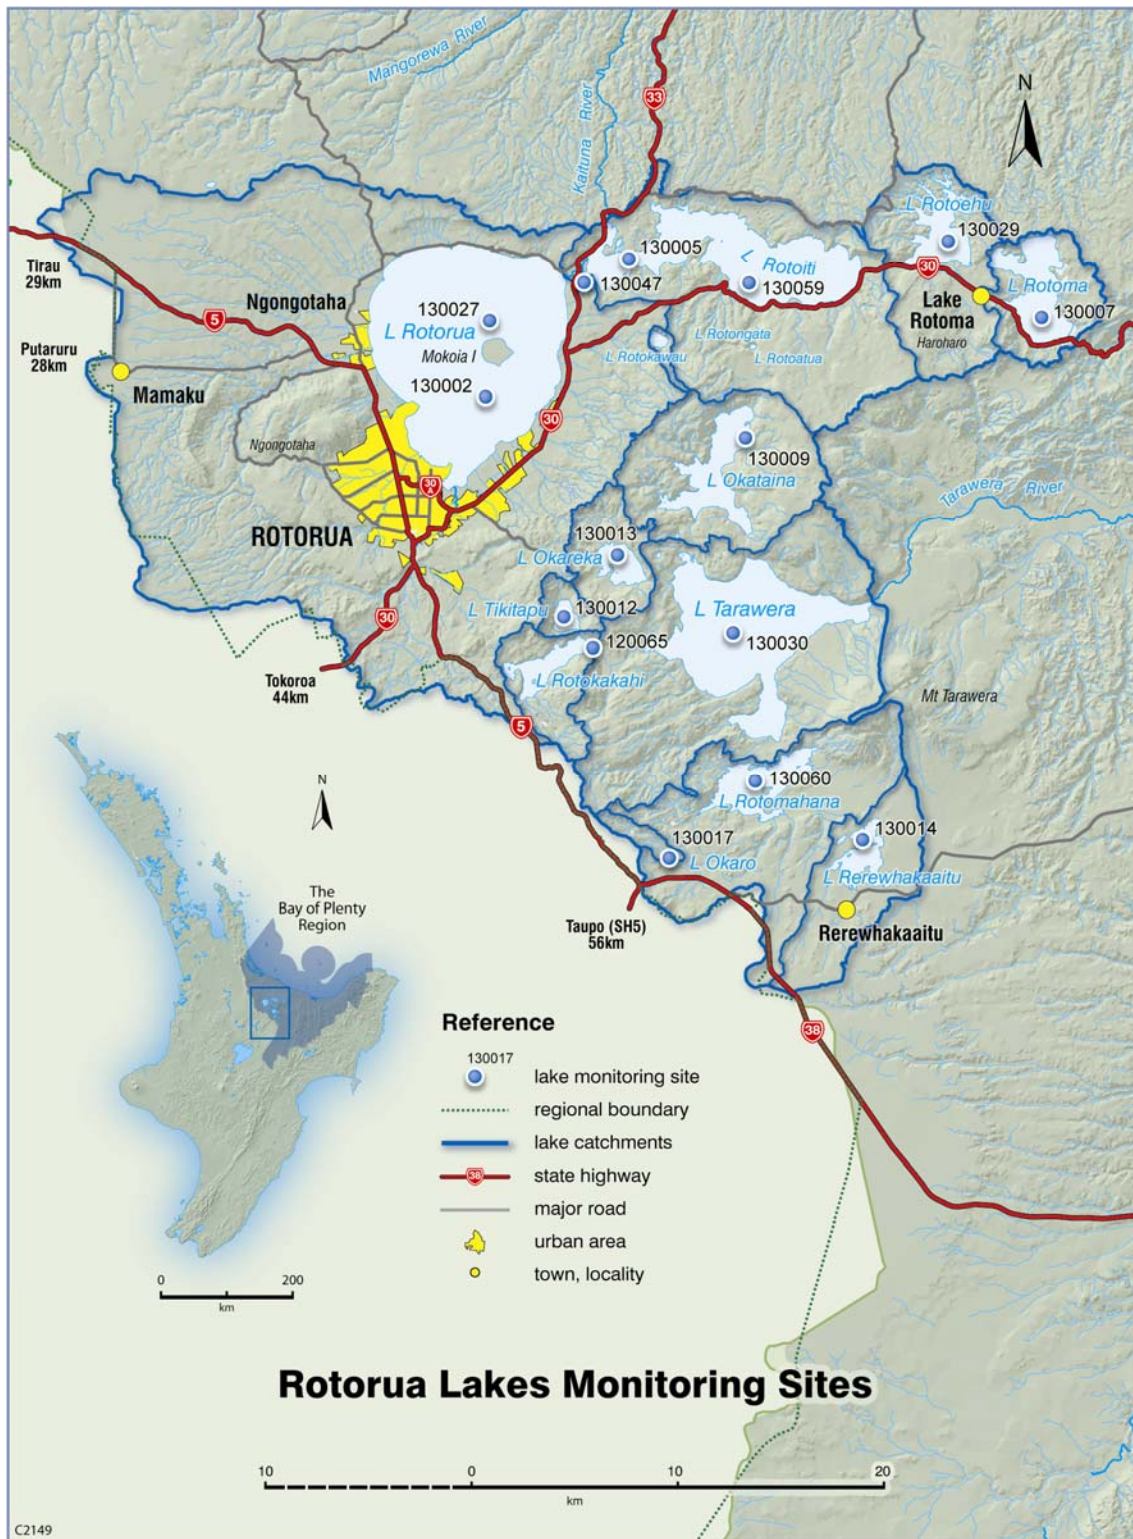 Mangorewa River
Kaituna River
33
N
L Rotoehu
130029
130005
L Rotoiti
130047
130059
30
L Rotoma
Lake
Rotoma
130007
Haroharo
Tirau
29km
Ngongotaha
5
130027
L Rotorua
Mokoia I
130002
L Rotokawau
L Rotongata
L Rotoatua
Putaruru
28km
Mamaku
Ngongotaha
30
30
A
130009
L Okataina
Tarawera River
ROTORUA
130013
L Okareka
L Tikitapu
130012
L Tarawera
130030
30
120065
L Rotokakahi
Tokoroa
44km
Mt Tarawera
5
130060
L Rotomahana
130017
L Okaro
130014
L Rerewhakaaitu
Rerewhakaaitu
Taupo (SH5)
56km
38
N
The
Bay of Plenty
Region
0 200
km
Reference
130017
lake monitoring site
regional boundary
lake catchments
38 state highway
major road
urban area
town, locality
Rotorua Lakes Monitoring Sites
10 0 10 20
km
C2149